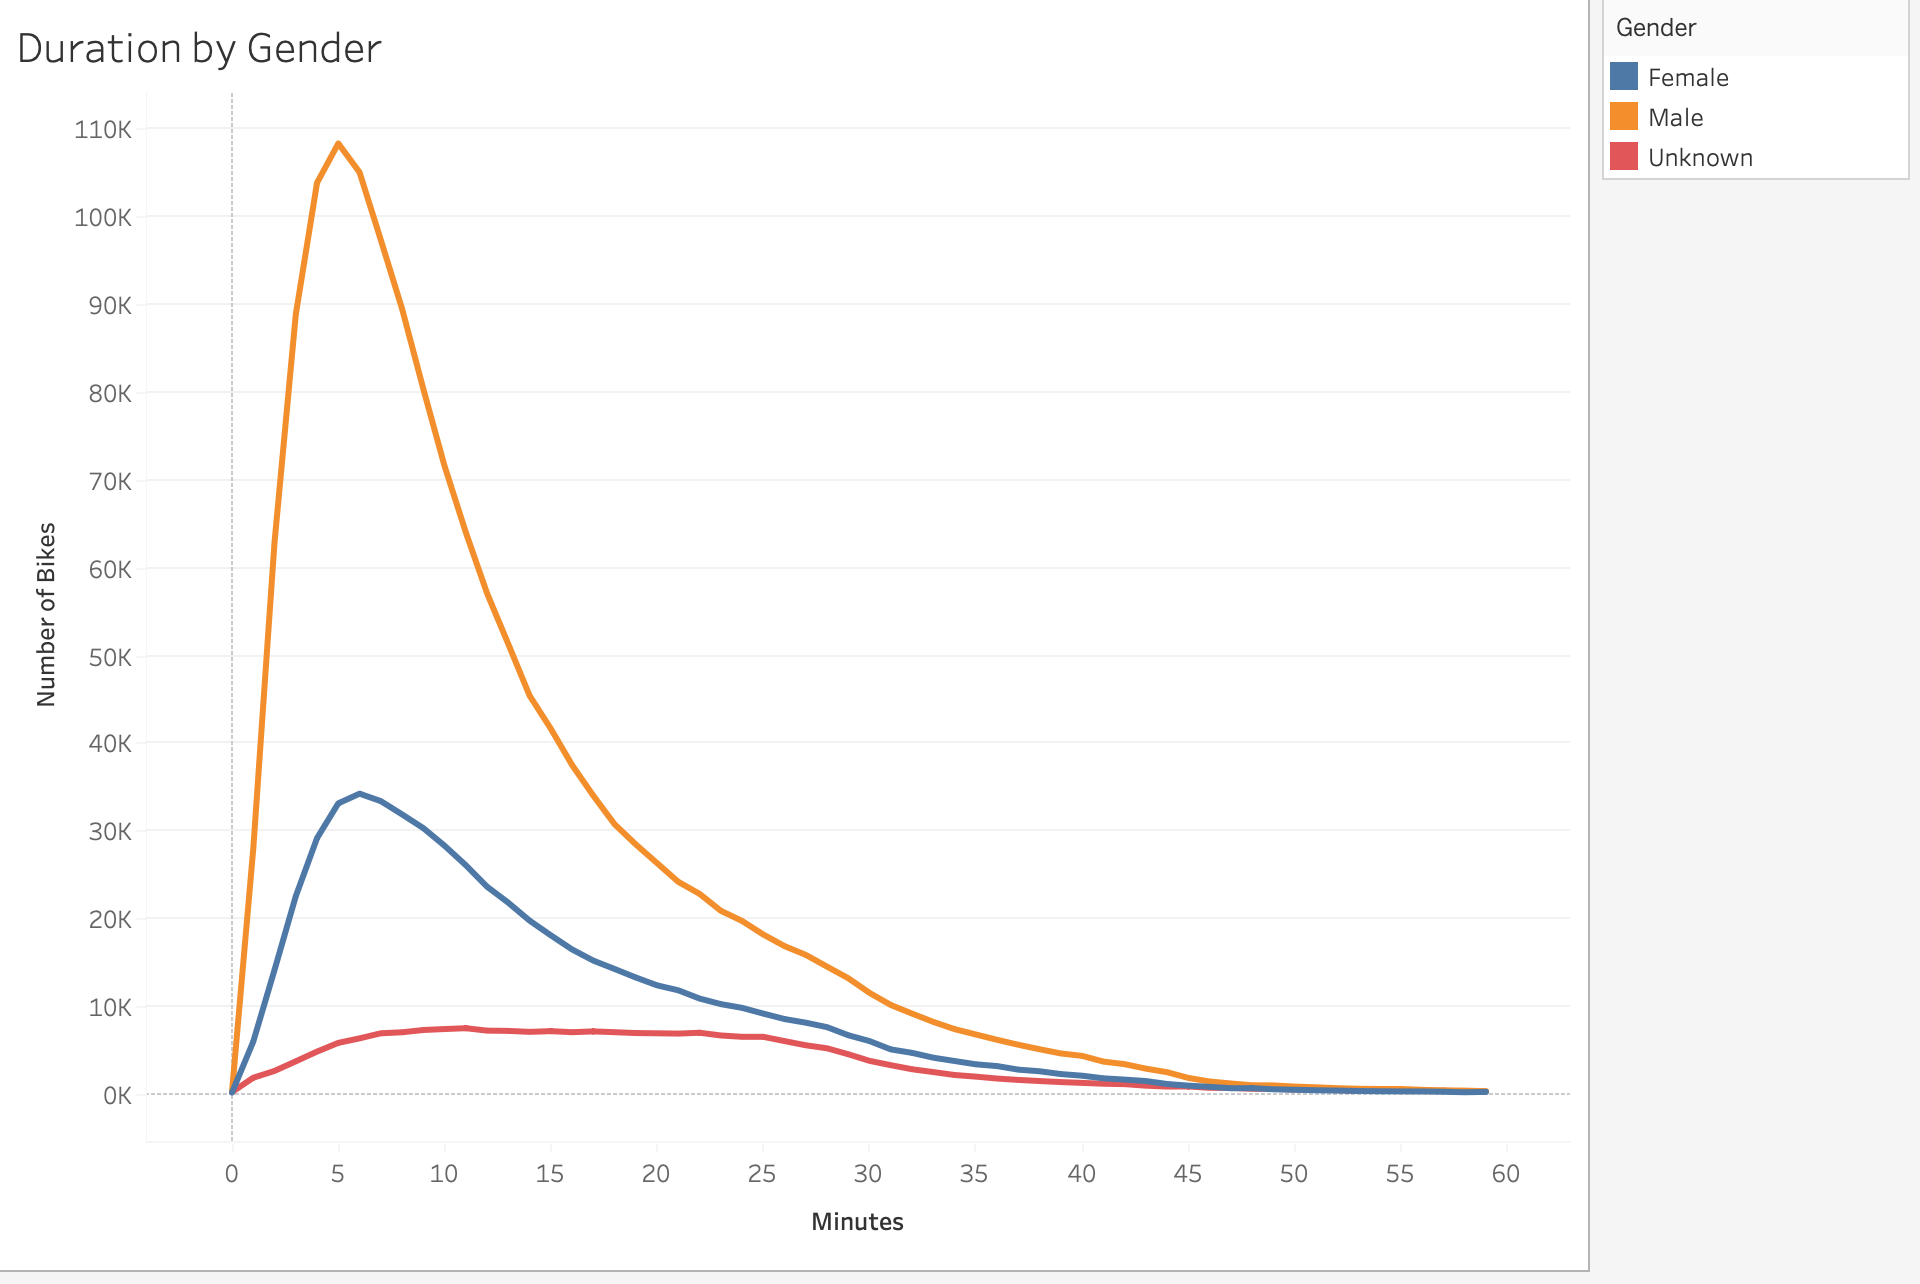 Duration by Gender
Gender
Female
Male
Unknown
110K
100K
90K
80K
70K
60K
50K
40K
30K
20K
10K
0K
Number of Bikes
0 5 10 15 20 25 30 35 40 45 50 55 60
Minutes